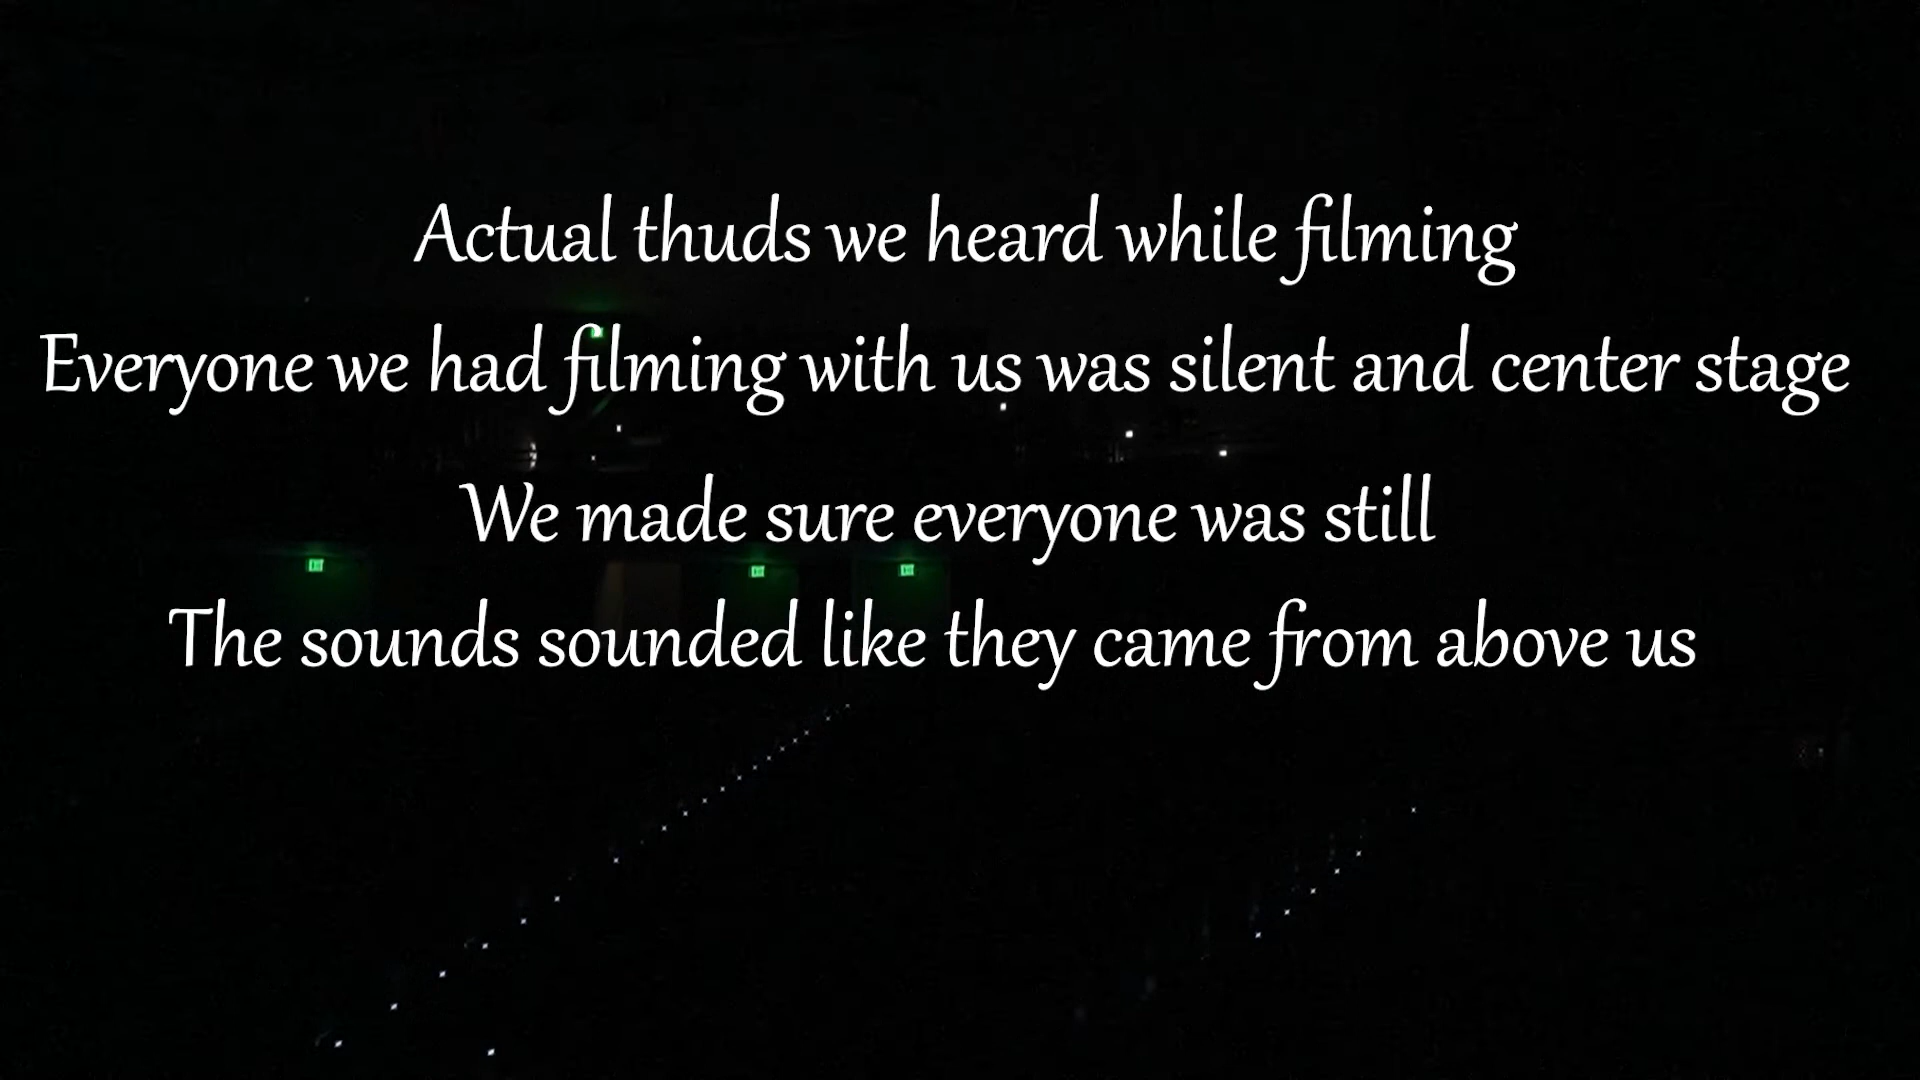 Actual thuds we heard while filming
Everyone we had filming with us was silent and center stage
We made sure everyone was still
The sounds sounded like they came from above us